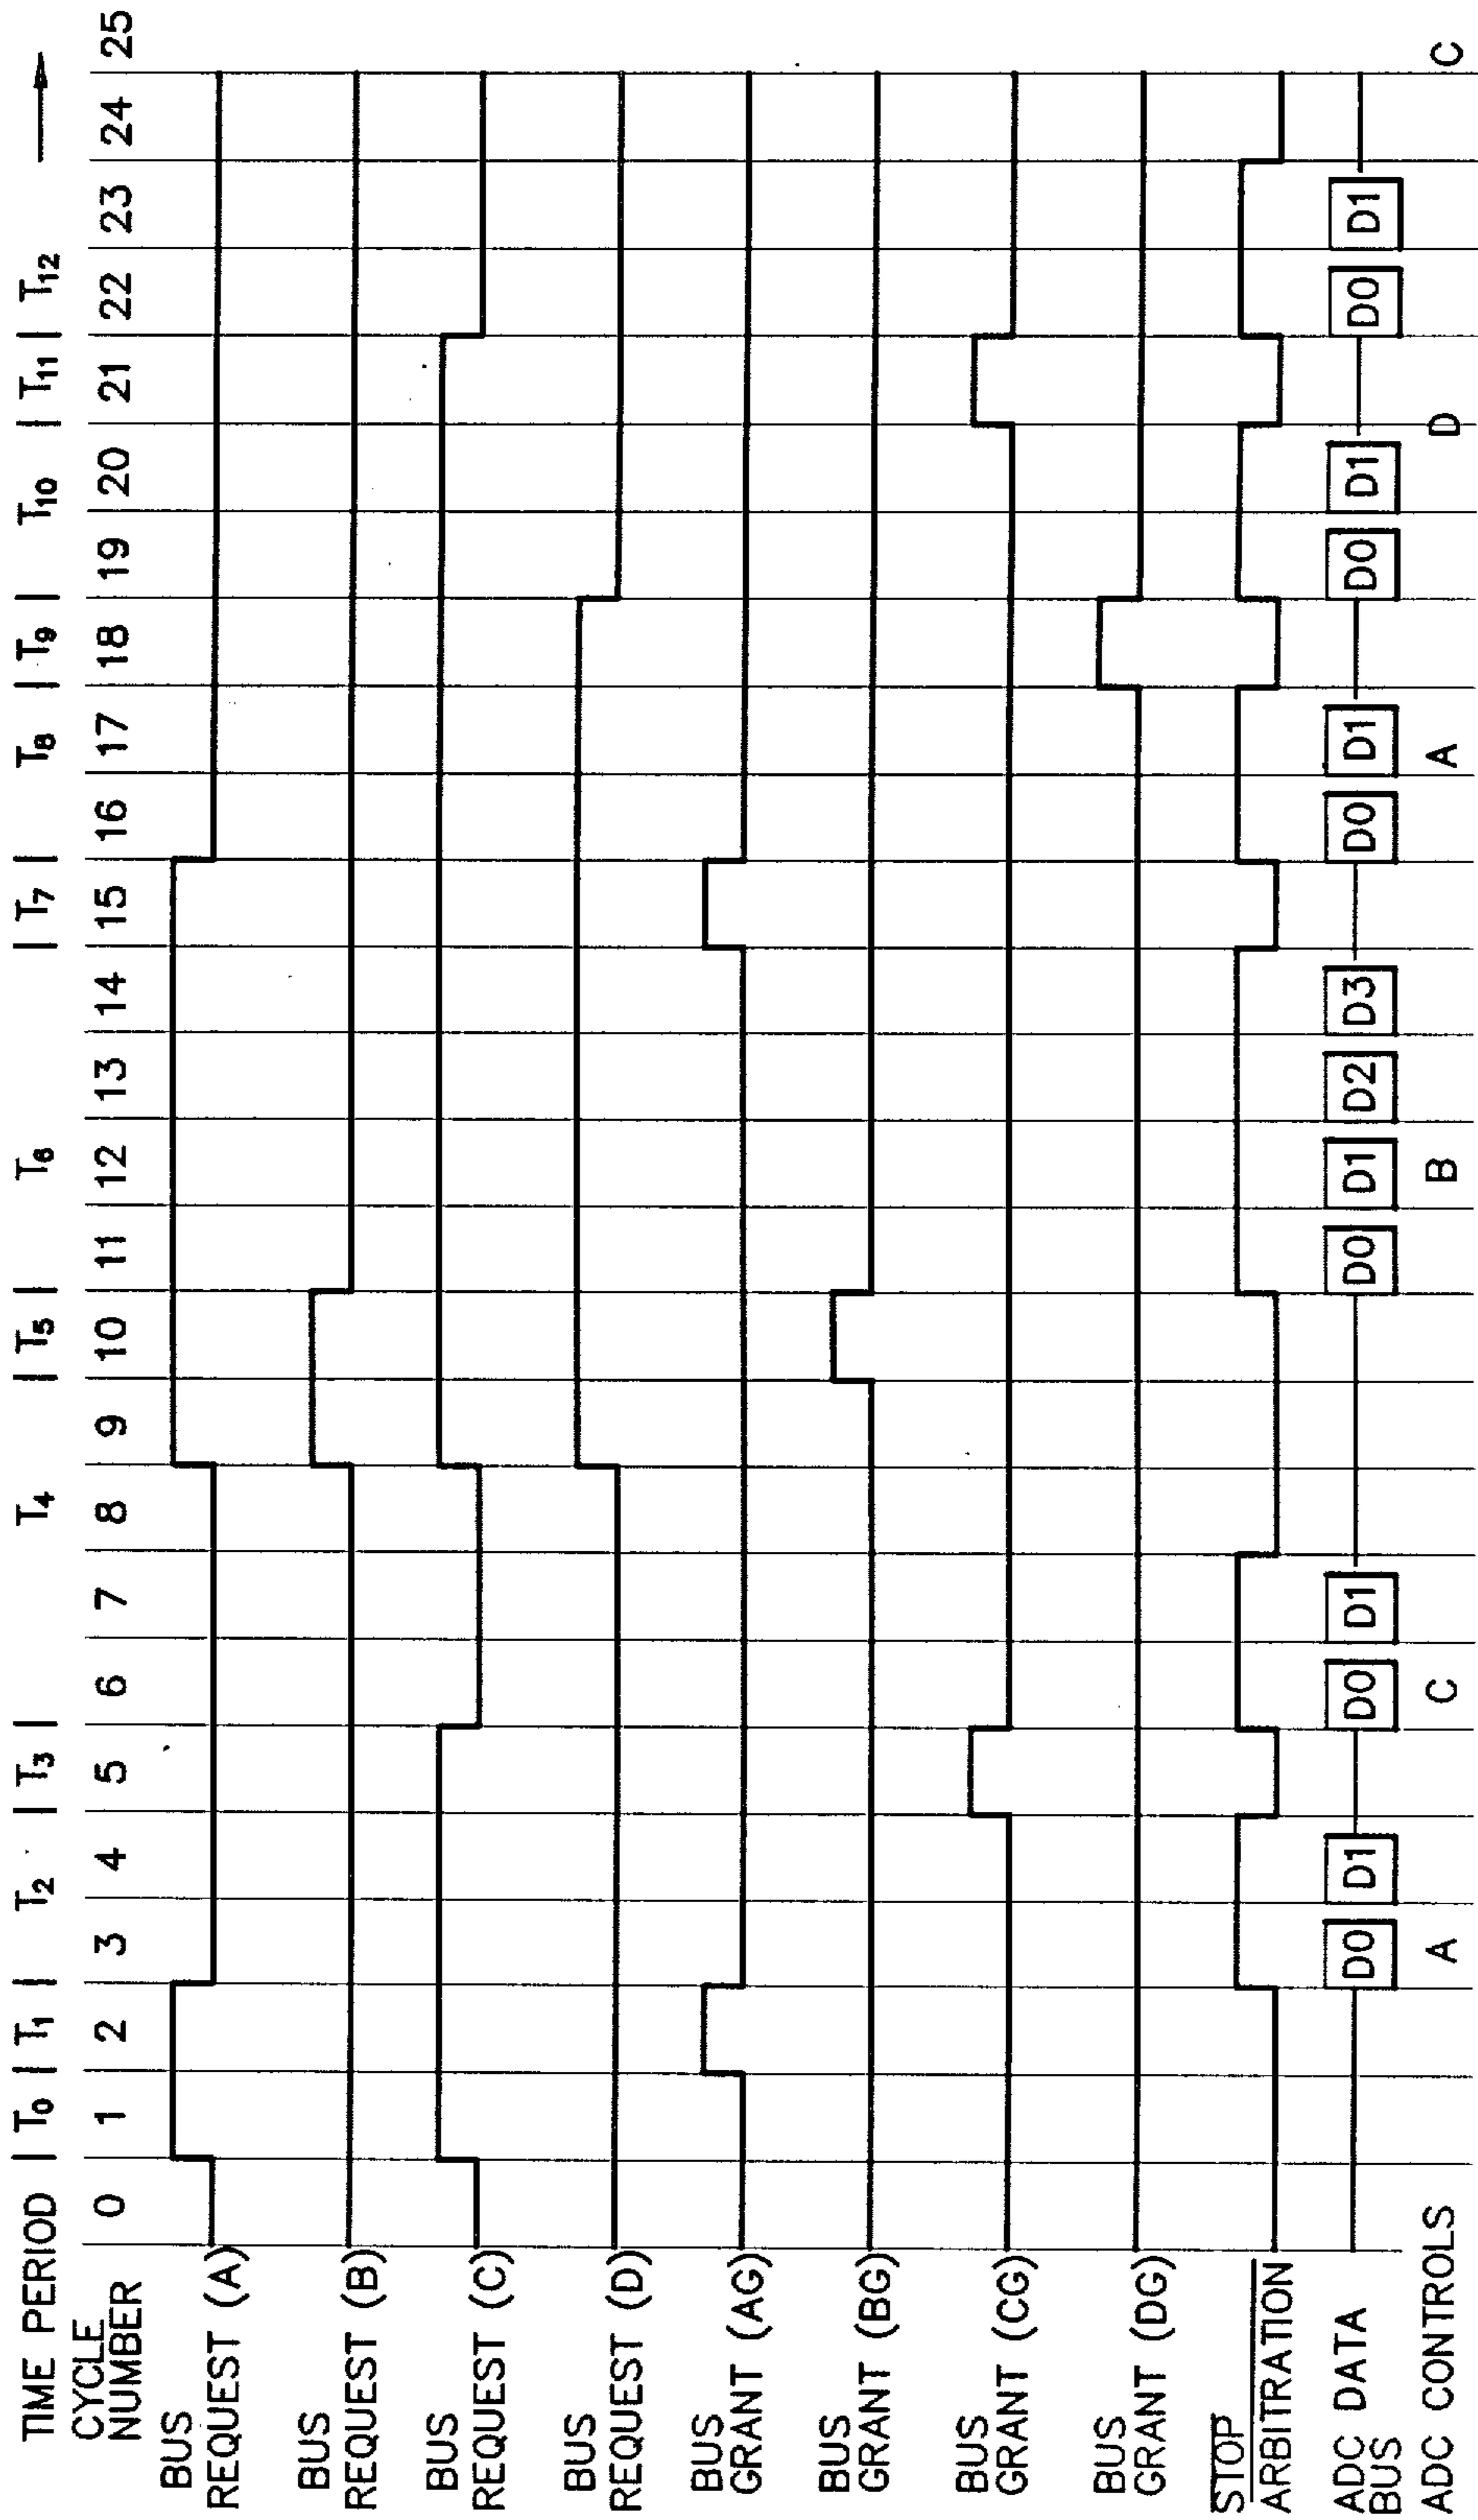 TIME PERIOD | T0 | T1 | T2 | T3 | T4 | T5 | T6 | T7 | T8 | T9 | T10 | T11 | T12
CYCLE
NUMBER 0 1 2 3 4 5 6 7 8 9 10 11 12 13 14 15 16 17 18 19 20 21 22 23 24 25
BUS
REQUEST (A)
BUS
REQUEST (B)
BUS
REQUEST (C)
BUS
REQUEST (D)
BUS
GRANT (AG)
BUS
GRANT (BG)
BUS
GRANT (CG)
BUS
GRANT (DG)
STOP
ARBITRATION
ADC DATA
BUS D0 D1 D0 D1 D0 D1 D2 D3 D0 D1 D0 D1 D0 D1
ADC CONTROLS A C B A D C